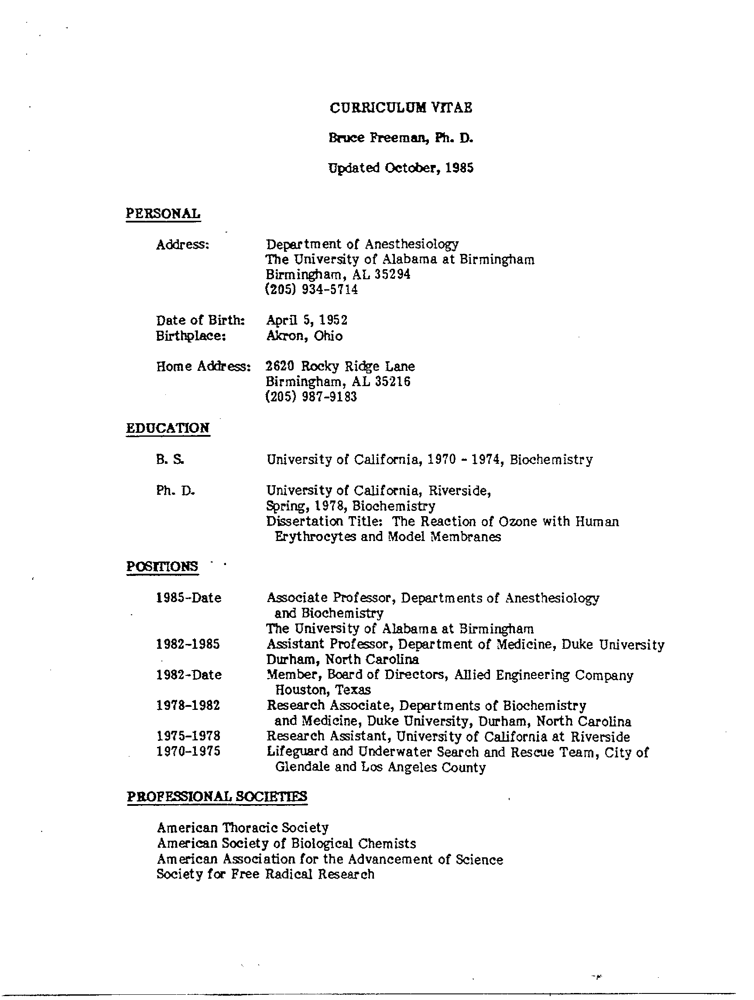 CURRICULUM VITAE
Bruce Freeman, Ph. D.
Updated October, 1985
PERSONAL
Address: Department of Anesthesiology
The University of Alabama at Birmingham
Birmingham, AL 35294
(205) 934-5714
Date of Birth: April 5, 1952
Birthplace: Akron, Ohio
Home Address: 2620 Rocky Ridge Lane
Birmingham, AL 35216
(205) 987-9183
EDUCATION
B. S. University of California, 1970 - 1974, Biochemistry
Ph. D. University of California, Riverside,
Spring, 1978, Biochemistry
Dissertation Title: The Reaction of Ozone with Human
Erythrocytes and Model Membranes
POSITIONS
1985-Date Associate Professor, Departments of Anesthesiology
and Biochemistry
The University of Alabama at Birmingham
1982-1985 Assistant Professor, Department of Medicine, Duke University
Durham, North Carolina
1982-Date Member, Board of Directors, Allied Engineering Company
Houston, Texas
1978-1982 Research Associate, Departments of Biochemistry
and Medicine, Duke University, Durham, North Carolina
1975-1978 Research Assistant, University of California at Riverside
1970-1975 Lifeguard and Underwater Search and Rescue Team, City of
Glendale and Los Angeles County
PROFESSIONAL SOCIETIES
American Thoracic Society
American Society of Biological Chemists
American Association for the Advancement of Science
Society for Free Radical Research